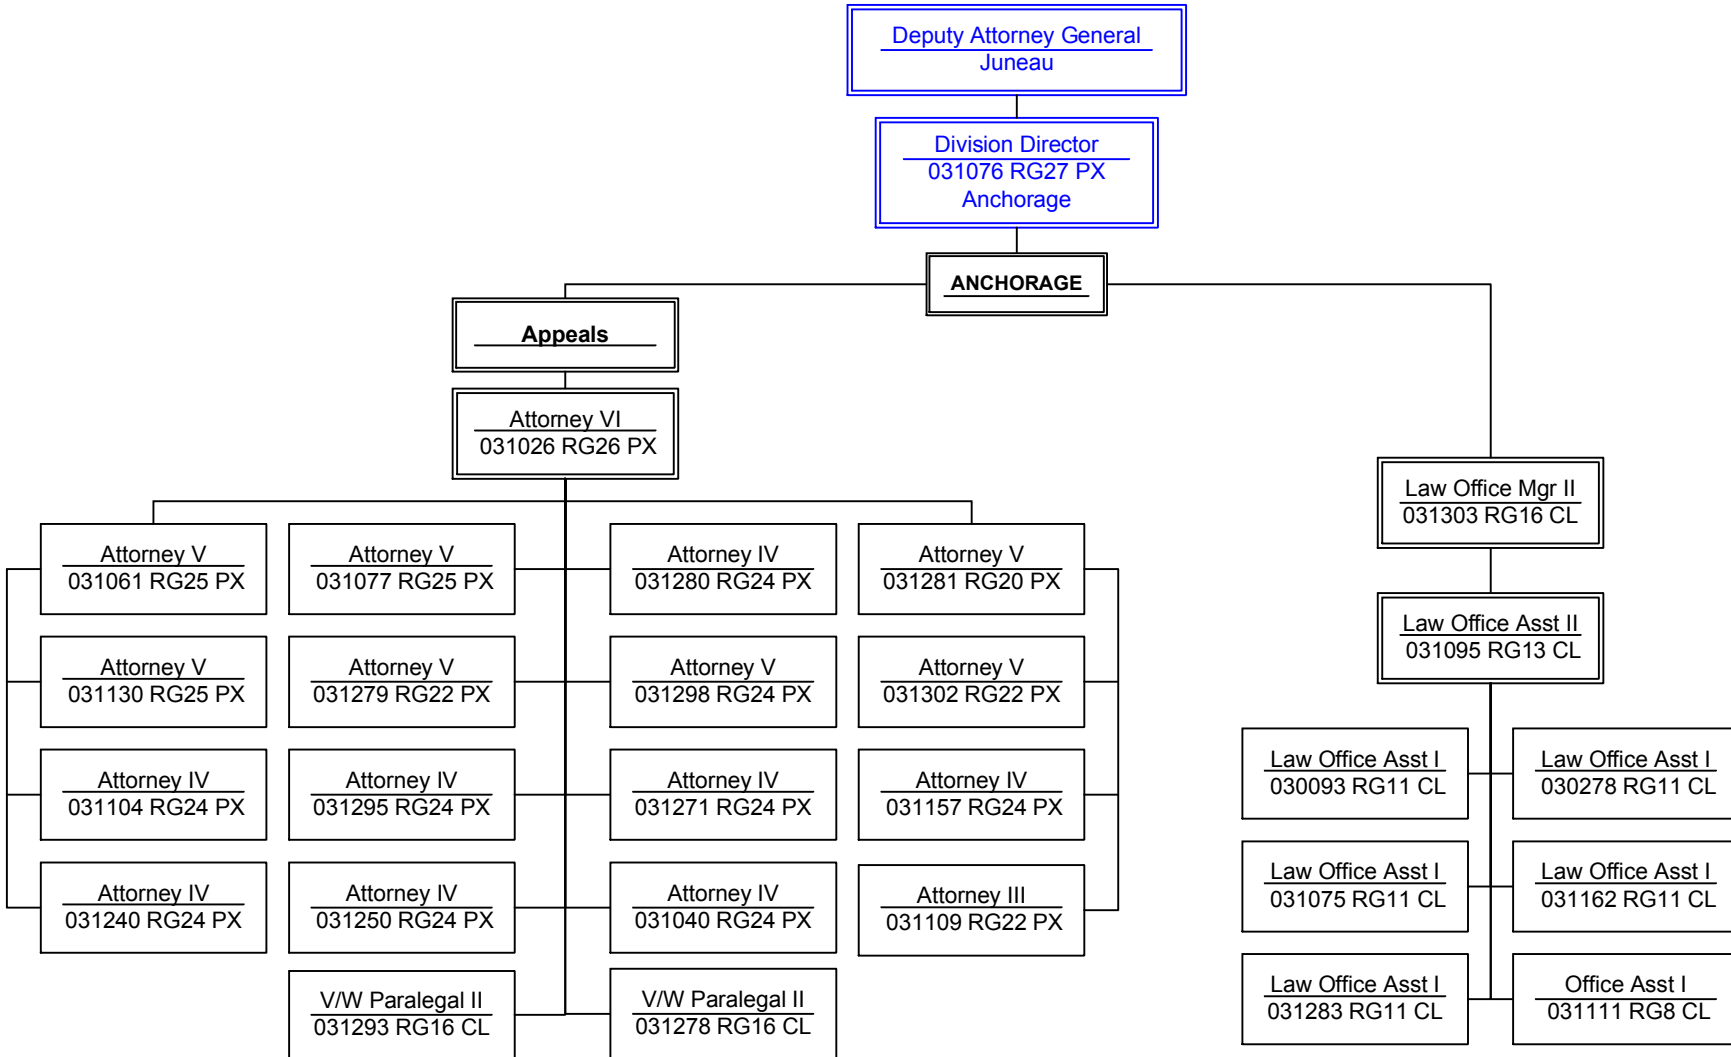 Deputy Attorney General
Juneau
Division Director
031076 RG27 PX
Anchorage
ANCHORAGE
Appeals
Attorney VI
031026 RG26 PX
Law Office Mgr II
031303 RG16 CL
Attorney V
031061 RG25 PX
Attorney V
031077 RG25 PX
Attorney IV
031280 RG24 PX
Attorney V
031281 RG20 PX
Law Office Asst II
031095 RG13 CL
Attorney V
031130 RG25 PX
Attorney V
031279 RG22 PX
Attorney V
031298 RG24 PX
Attorney V
031302 RG22 PX
Attorney IV
031104 RG24 PX
Attorney IV
031295 RG24 PX
Attorney IV
031271 RG24 PX
Attorney IV
031157 RG24 PX
Law Office Asst I
030093 RG11 CL
Law Office Asst I
030278 RG11 CL
Attorney IV
031240 RG24 PX
Attorney IV
031250 RG24 PX
Attorney IV
031040 RG24 PX
Attorney III
031109 RG22 PX
Law Office Asst I
031075 RG11 CL
Law Office Asst I
031162 RG11 CL
V/W Paralegal II
031293 RG16 CL
V/W Paralegal II
031278 RG16 CL
Law Office Asst I
031283 RG11 CL
Office Asst I
031111 RG8 CL